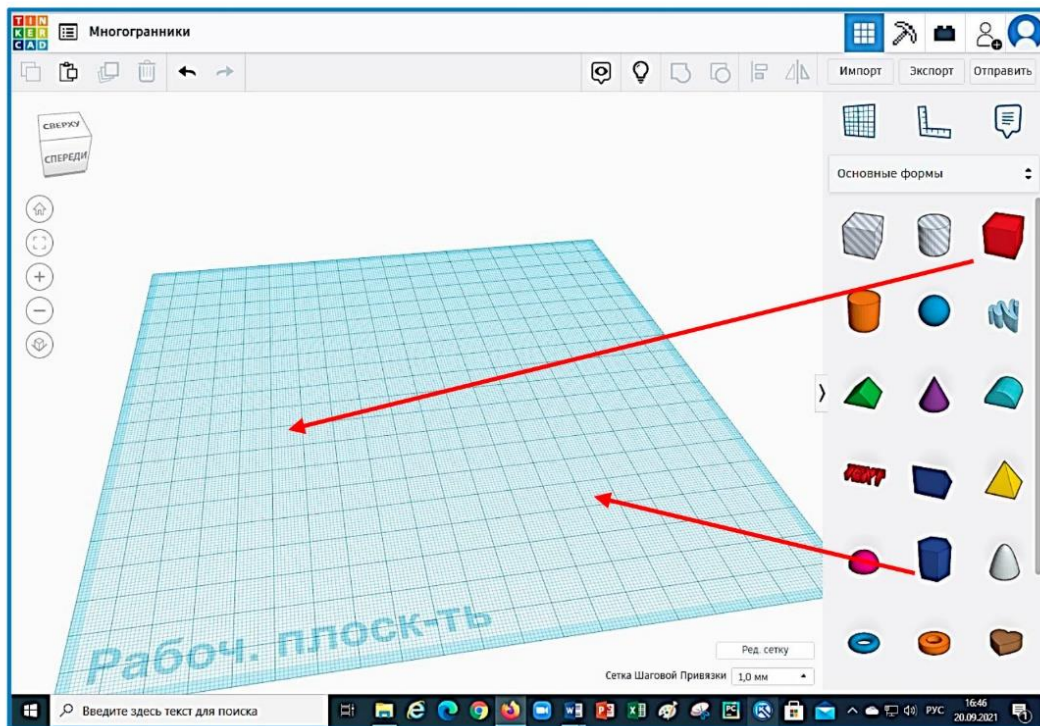 TIN
KER
CAD
Многогранники
Импорт
Экспорт
Отправить
СВЕРХУ
СПЕРЕДИ
Основные формы
ТЕКСТ
Рабоч. плоск-ть
Ред. сетку
Сетка Шаговой Привязки 1,0 мм
Введите здесь текст для поиска
РУС
16:46
20.09.2021